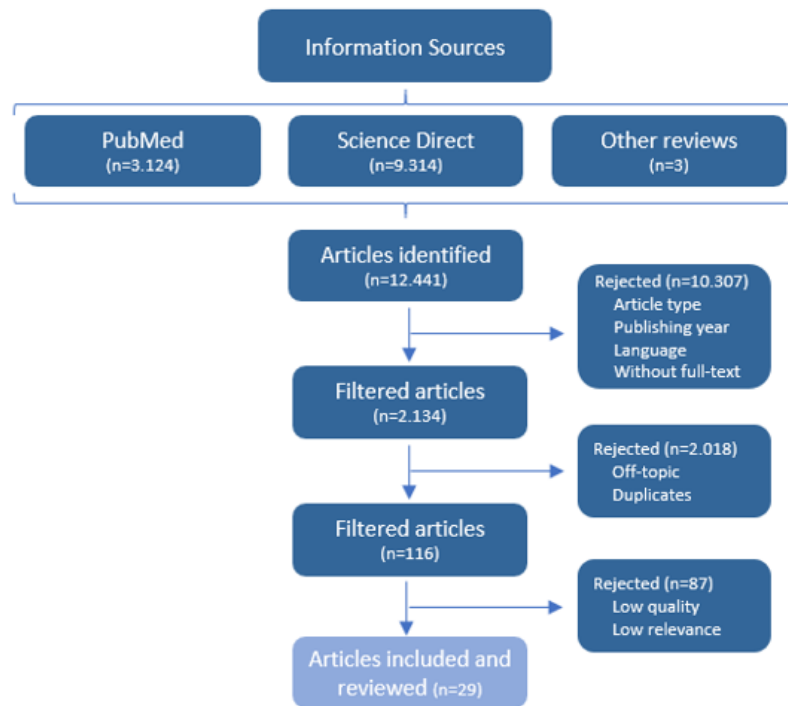 Information Sources
PubMed
(n=3.124)
Science Direct
(n=9.314)
Other reviews
(n=3)
Articles identified
(n=12.441)
Rejected (n=10.307)
Article type
Publishing year
Language
Without full-text
Filtered articles
(n=2.134)
Rejected (n=2.018)
Off-topic
Duplicates
Filtered articles
(n=116)
Rejected (n=87)
Low quality
Low relevance
Articles included and
reviewed (n=29)